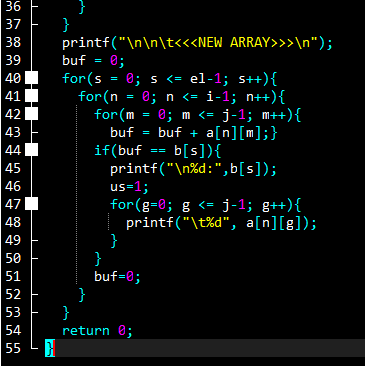 36 }
37 }
38 printf("\n\n\t<<<NEW ARRAY>>>\n");
39 buf = 0;
40 for(s = 0; s <= el-1; s++){
41 for(n = 0; n <= i-1; n++){
42 for(m = 0; m <= j-1; m++){
43 buf = buf + a[n][m];}
44 if(buf == b[s]){
45 printf("\n%d:",b[s]);
46 us=1;
47 for(g=0; g <= j-1; g++){
48 printf("\t%d", a[n][g]);
49 }
50 }
51 buf=0;
52 }
53 }
54 return 0;
55 }